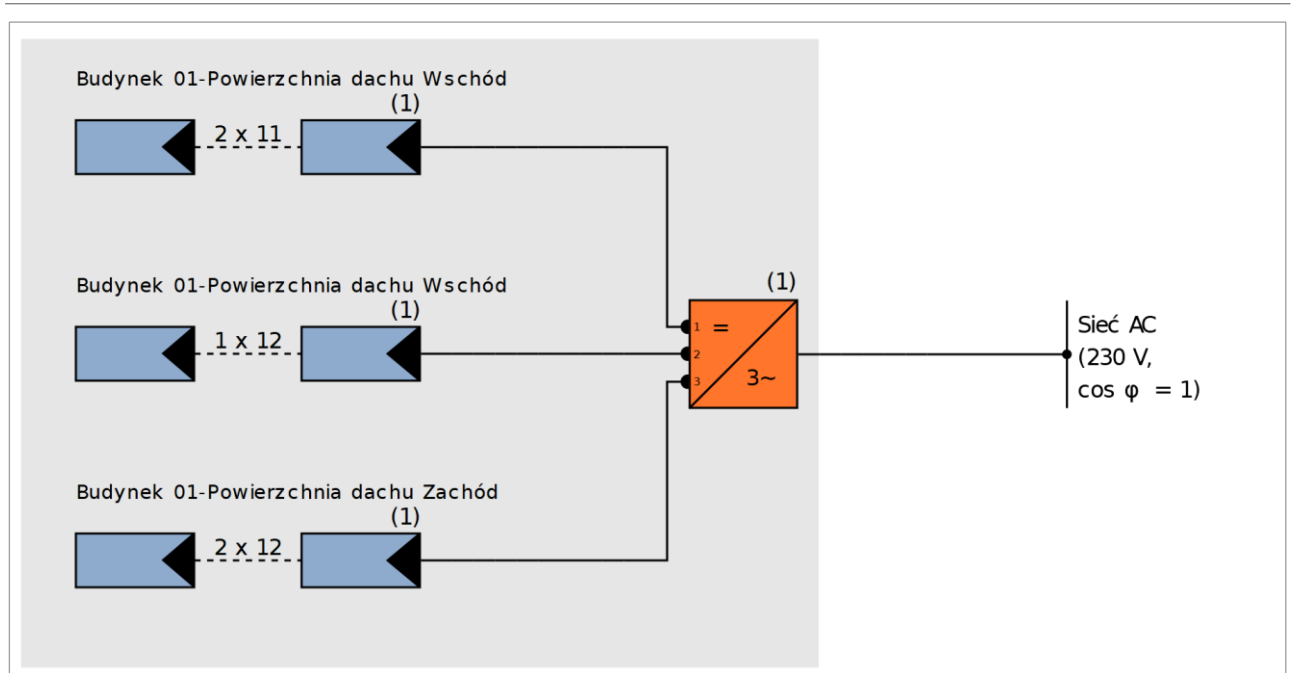 Budynek 01-Powierzchnia dachu Wschód
(1)
2 x 11
Budynek 01-Powierzchnia dachu Wschód
(1)
1 x 12
(1)
1 =
2
3
3~
Sieć AC
(230 V,
cos φ = 1)
Budynek 01-Powierzchnia dachu Zachód
(1)
2 x 12